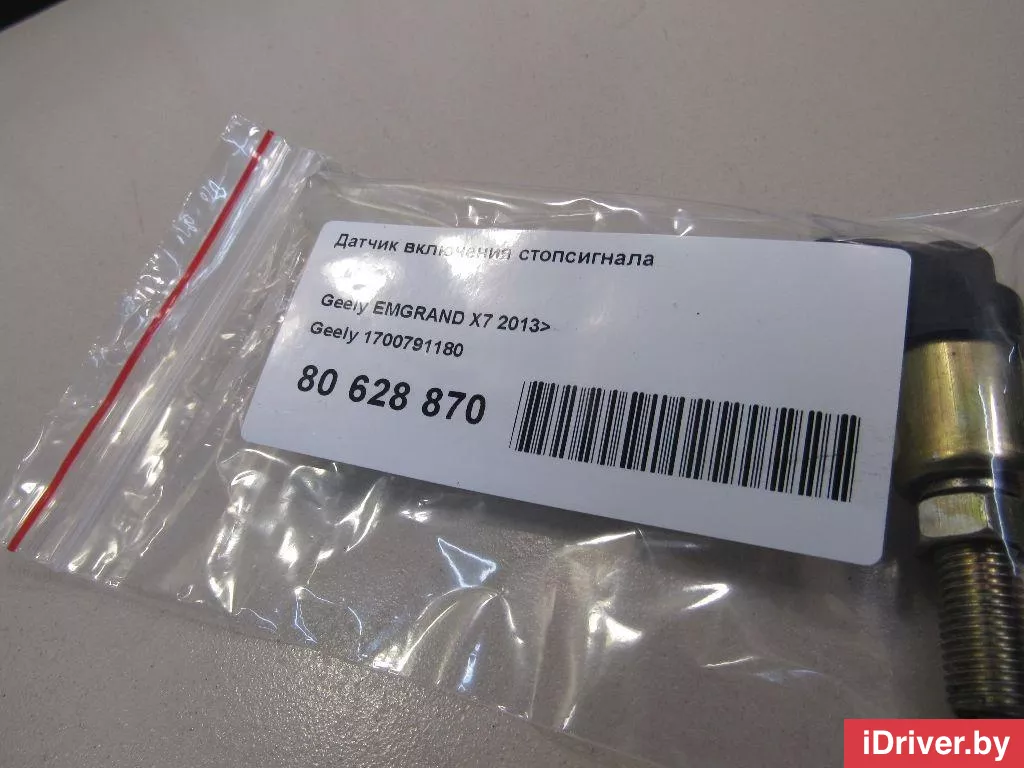 Датчик включения стопсигнала
Geely EMGRAND X7 2013>
Geely 1700791180
80 628 870
iDriver.by